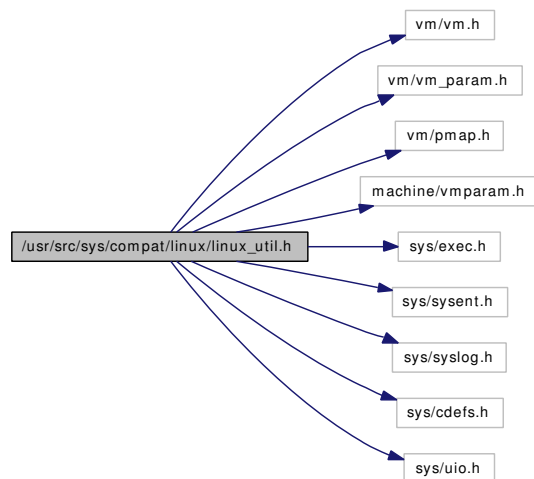 vm/vm.h
vm/vm_param.h
vm/pmap.h
machine/vmparam.h
/usr/src/sys/compat/linux/linux_util.h
sys/exec.h
sys/sysent.h
sys/syslog.h
sys/cdefs.h
sys/uio.h